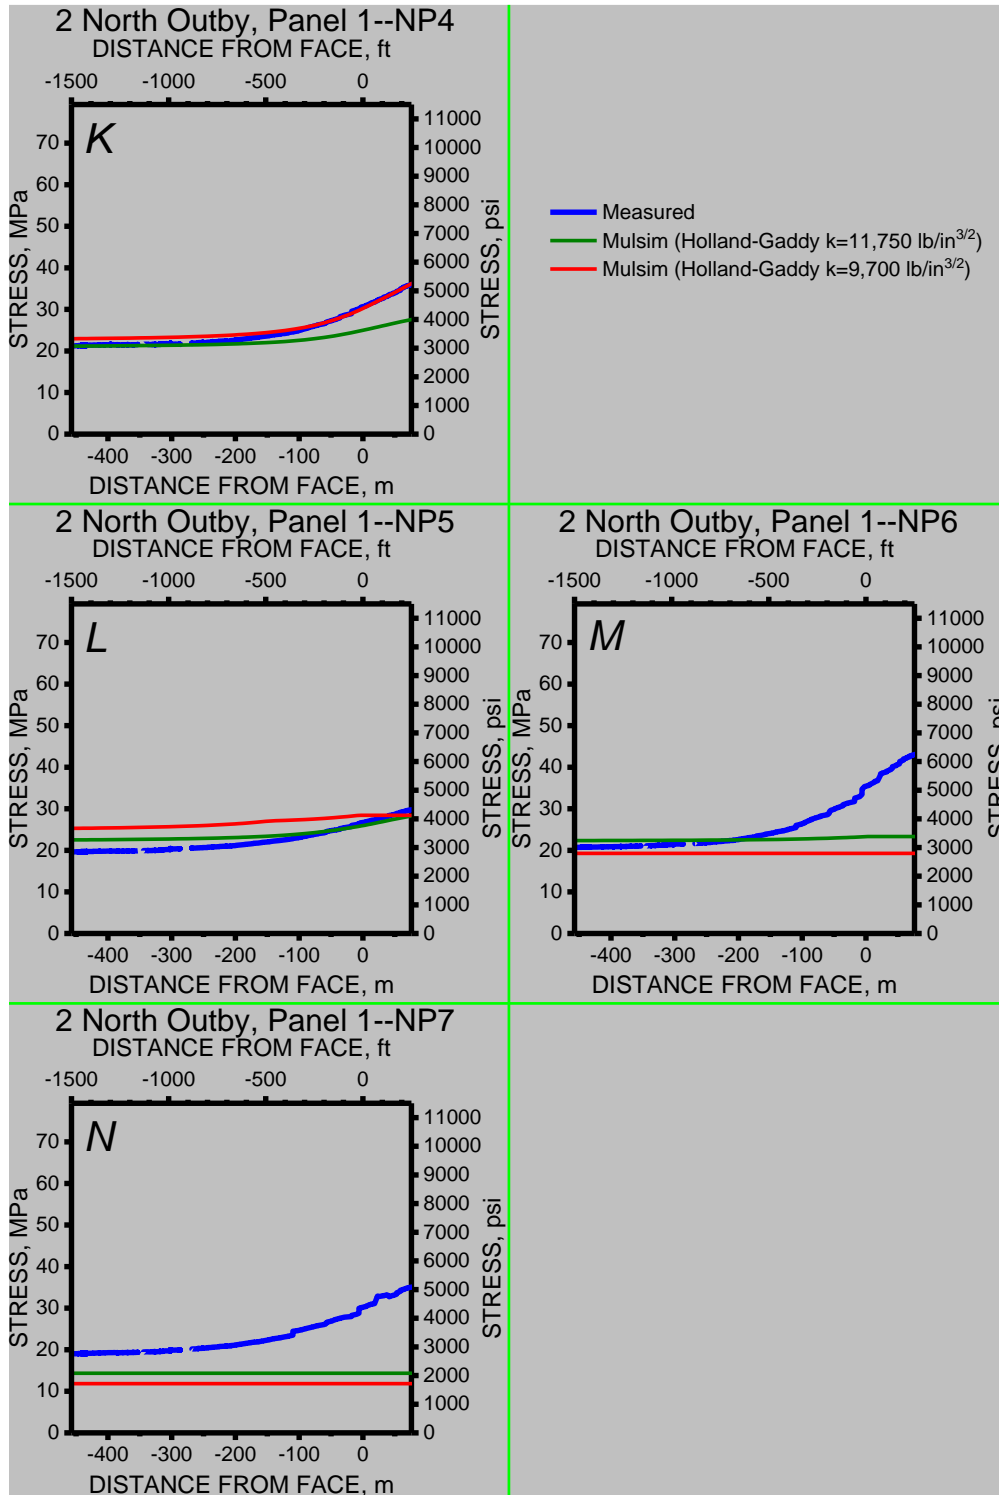 2 North Outby, Panel 1--NP4
DISTANCE FROM FACE, ft
-1500 -1000 -500 0
K
STRESS, MPa
70
60
50
40
30
20
10
0
STRESS, psi
11000
10000
9000
8000
7000
6000
5000
4000
3000
2000
1000
0
-400 -300 -200 -100 0
DISTANCE FROM FACE, m
Measured
Mulsim (Holland-Gaddy k=11,750 lb/in3/2)
Mulsim (Holland-Gaddy k=9,700 lb/in3/2)
2 North Outby, Panel 1--NP5
DISTANCE FROM FACE, ft
-1500 -1000 -500 0
L
STRESS, MPa
70
60
50
40
30
20
10
0
STRESS, psi
11000
10000
9000
8000
7000
6000
5000
4000
3000
2000
1000
0
-400 -300 -200 -100 0
DISTANCE FROM FACE, m
2 North Outby, Panel 1--NP6
DISTANCE FROM FACE, ft
-1500 -1000 -500 0
M
STRESS, MPa
70
60
50
40
30
20
10
0
STRESS, psi
11000
10000
9000
8000
7000
6000
5000
4000
3000
2000
1000
0
-400 -300 -200 -100 0
DISTANCE FROM FACE, m
2 North Outby, Panel 1--NP7
DISTANCE FROM FACE, ft
-1500 -1000 -500 0
N
STRESS, MPa
70
60
50
40
30
20
10
0
STRESS, psi
11000
10000
9000
8000
7000
6000
5000
4000
3000
2000
1000
0
-400 -300 -200 -100 0
DISTANCE FROM FACE, m